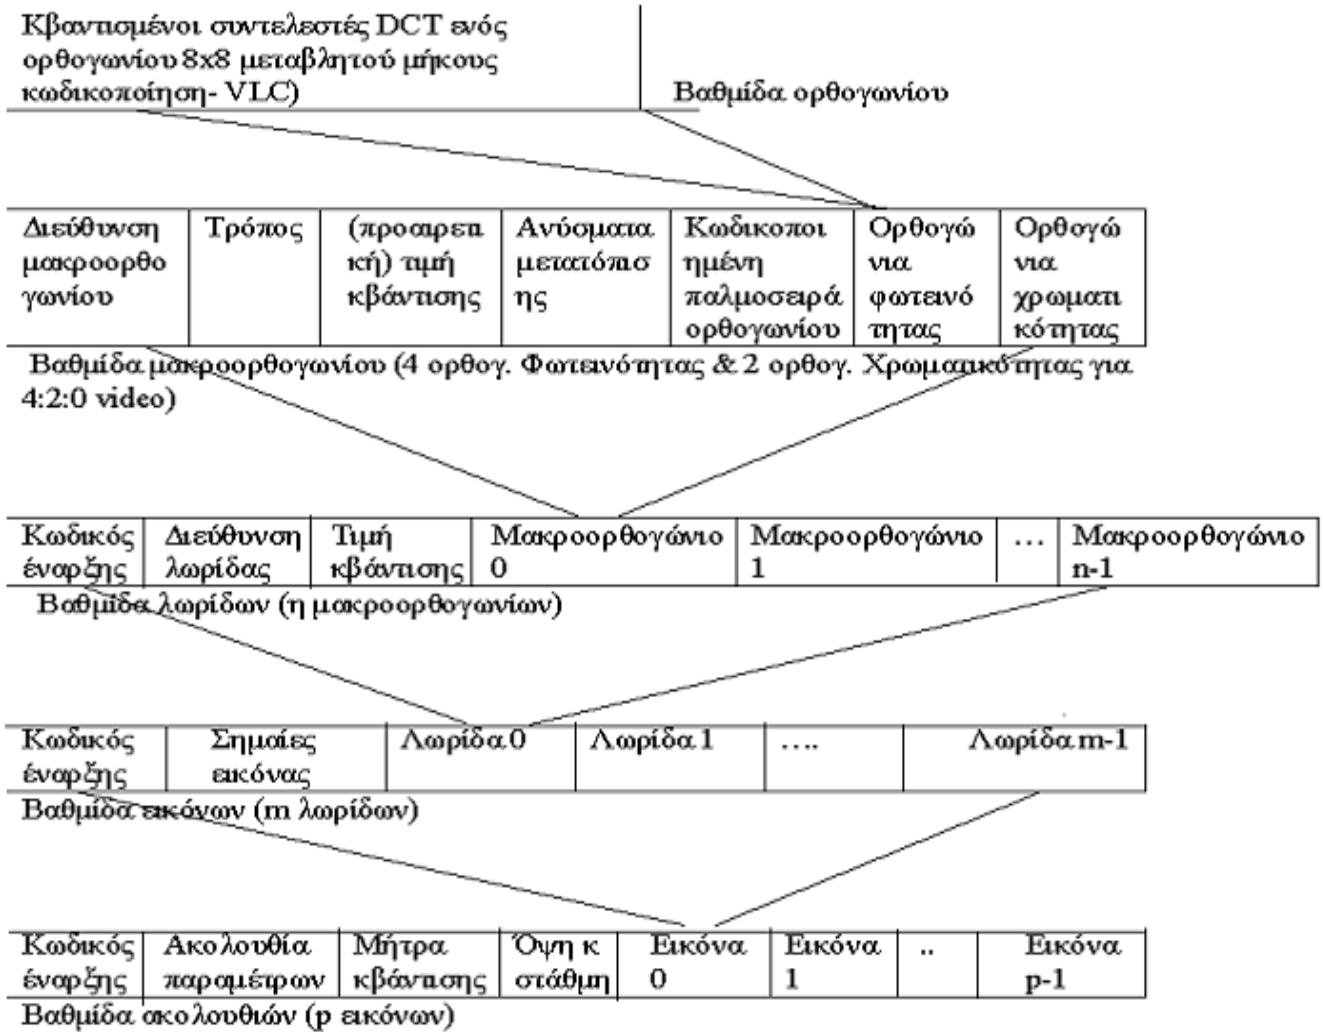 Κβαντισμένοι συντελεστές DCT ενός
ορθογωνίου 8x8 μεταβλητού μήκους
κωδικοποίηση- VLC)
Βαθμίδα ορθογωνίου
Διεύθυνση
μακροορθο
γωνίου
Τρόπος
(προαιρετι
κή) τιμή
κβάντισης
Ανύσματα
μετατόπισ
ης
Κωδικοποι
ημένη
παλμοσειρά
ορθογωνίου
Ορθογώ
νια
φωτεινό
τητας
Ορθογώ
νια
χρωματι
κότητας
Βαθμίδα μακροορθογωνίου (4 ορθογ. Φωτεινότητας & 2 ορθογ. Χρωματικότητας για
4:2:0 video)
Κωδικός
έναρξης
Διεύθυνση
λωρίδας
Τιμή
κβάντισης
Μακροορθογώνιο
0
Μακροορθογώνιο
1
…
Μακροορθογώνιο
n-1
Βαθμίδα λωρίδων (η μακροορθογωνίων)
Κωδικός
έναρξης
Σημαίες
εικόνας
Λωρίδα 0
Λωρίδα 1
….
Λωρίδα m-1
Βαθμίδα εικόνων (m λωρίδων)
Κωδικός
έναρξης
Ακολουθία
παραμέτρων
Μήτρα
κβάντισης
Όψη κ
στάθμη
Εικόνα
0
Εικόνα
1
..
Εικόνα
p-1
Βαθμίδα ακολουθιών (p εικόνων)